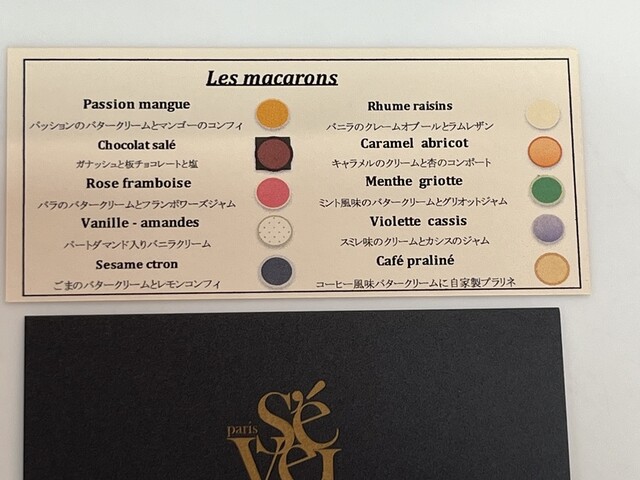 Les macarons
Passion mangue
パッションのバタークリームとマンゴーのコンフィ
Chocolat salé
ガナッシュと板チョコレートと塩
Rose framboise
バラのバタークリームとフランボワーズジャム
Vanille - amandes
パートダマンド入りバニラクリーム
Sesame ctron
ごまのバタークリームとレモンコンフィ
Rhume raisins
バニラのクレームオブールとラムレザン
Caramel abricot
キャラメルのクリームと杏のコンポート
Menthe griotte
ミント風味のバタークリームとグリオットジャム
Violette cassis
スミレ味のクリームとカシスのジャム
Café praliné
コーヒー風味バタークリームに自家製プラリネ
paris
Sé